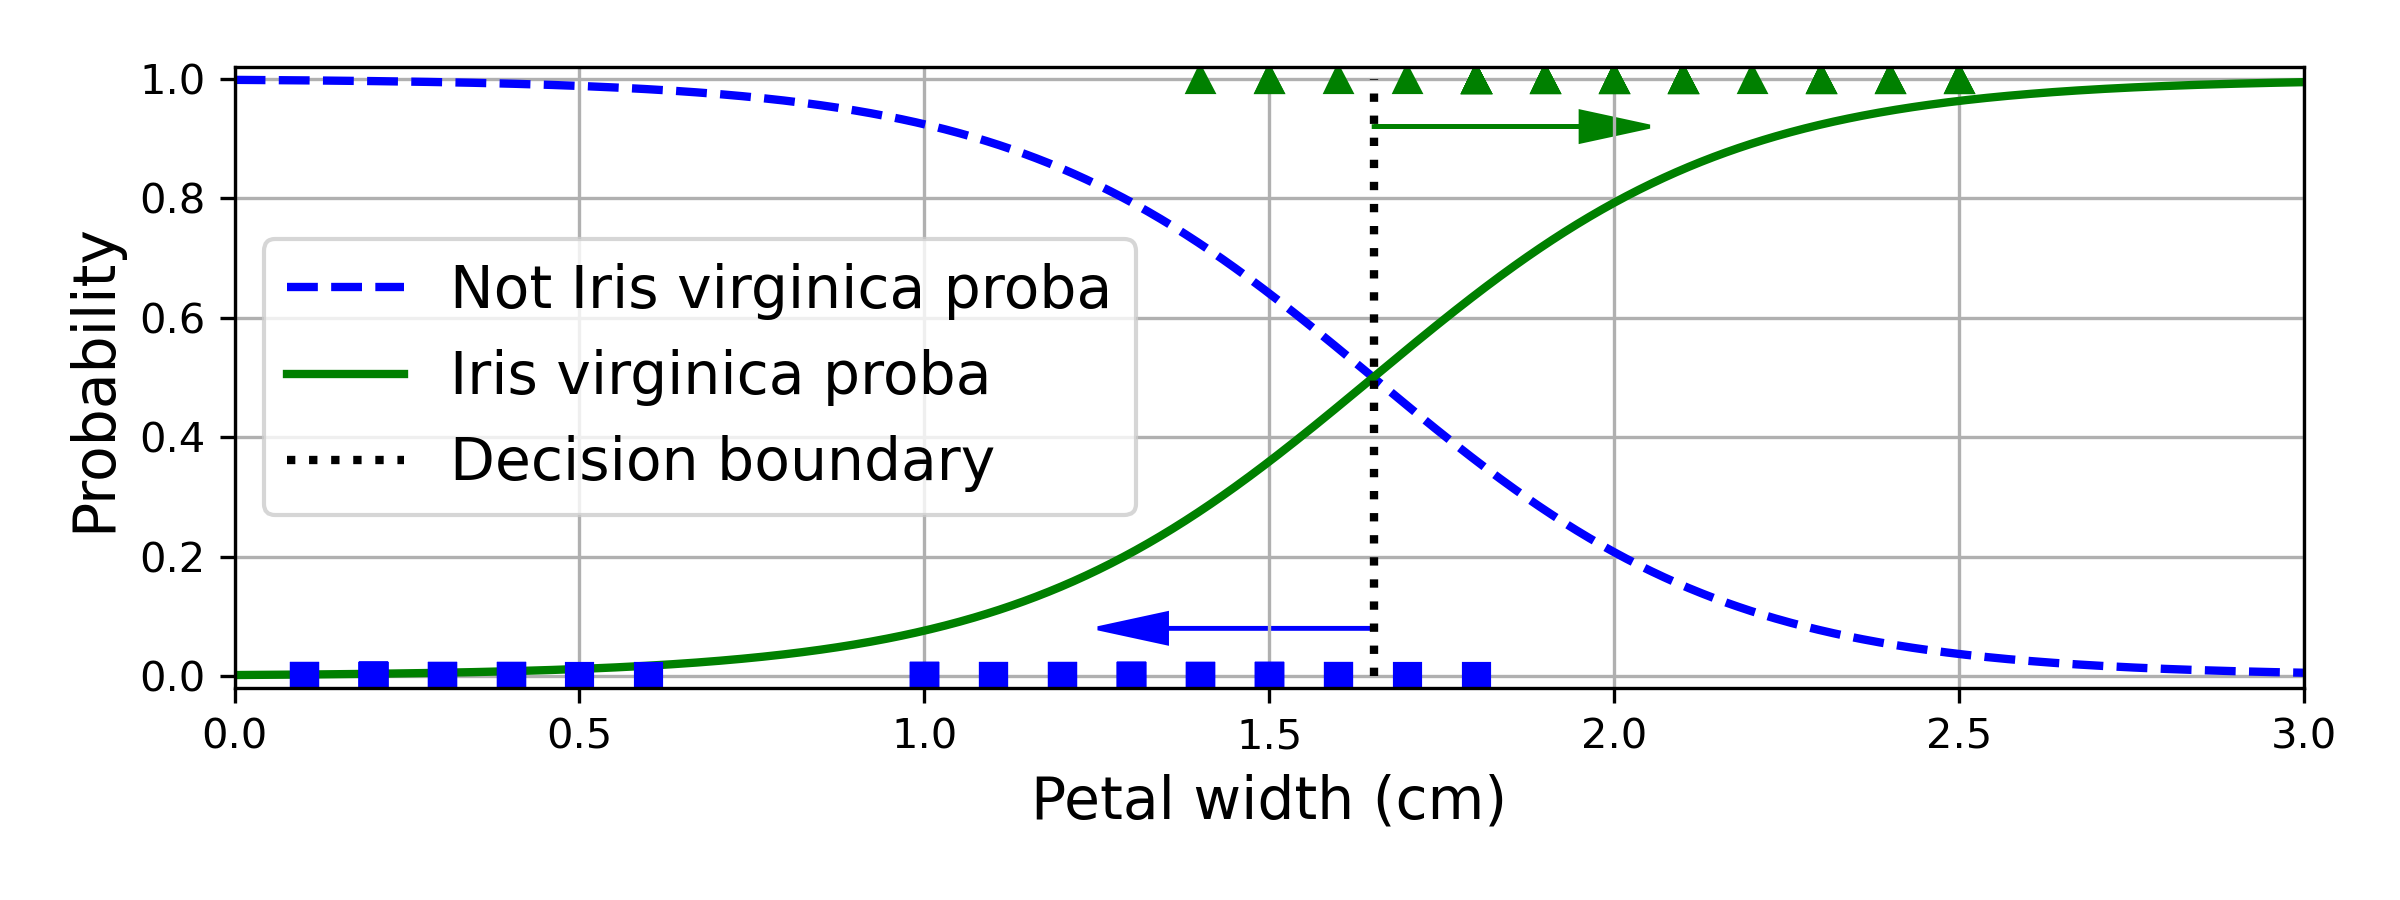 1.0
0.8
0.6
0.4
0.2
0.0
Probability
Not Iris virginica proba
Iris virginica proba
Decision boundary
0.0 0.5 1.0 1.5 2.0 2.5 3.0
Petal width (cm)